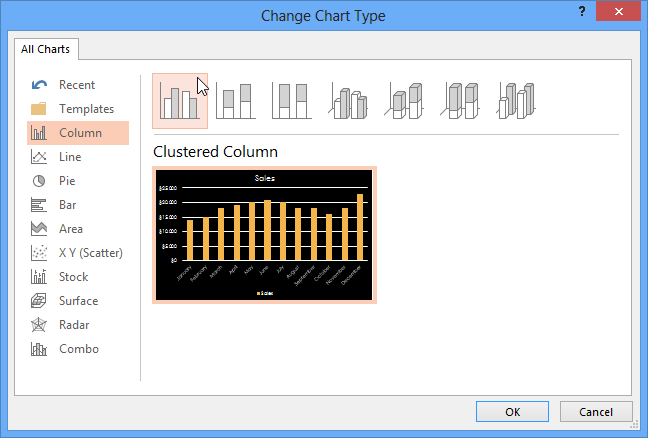 Change Chart Type
?
All Charts
Recent
Templates
Column
Line
Pie
Bar
Area
X Y (Scatter)
Stock
Surface
Radar
Combo
Clustered Column
Sales
$25,000
$20,000
$15,000
$10,000
$5,000
$0
January
February
March
April
May
June
July
August
September
October
November
December
Sales
OK
Cancel